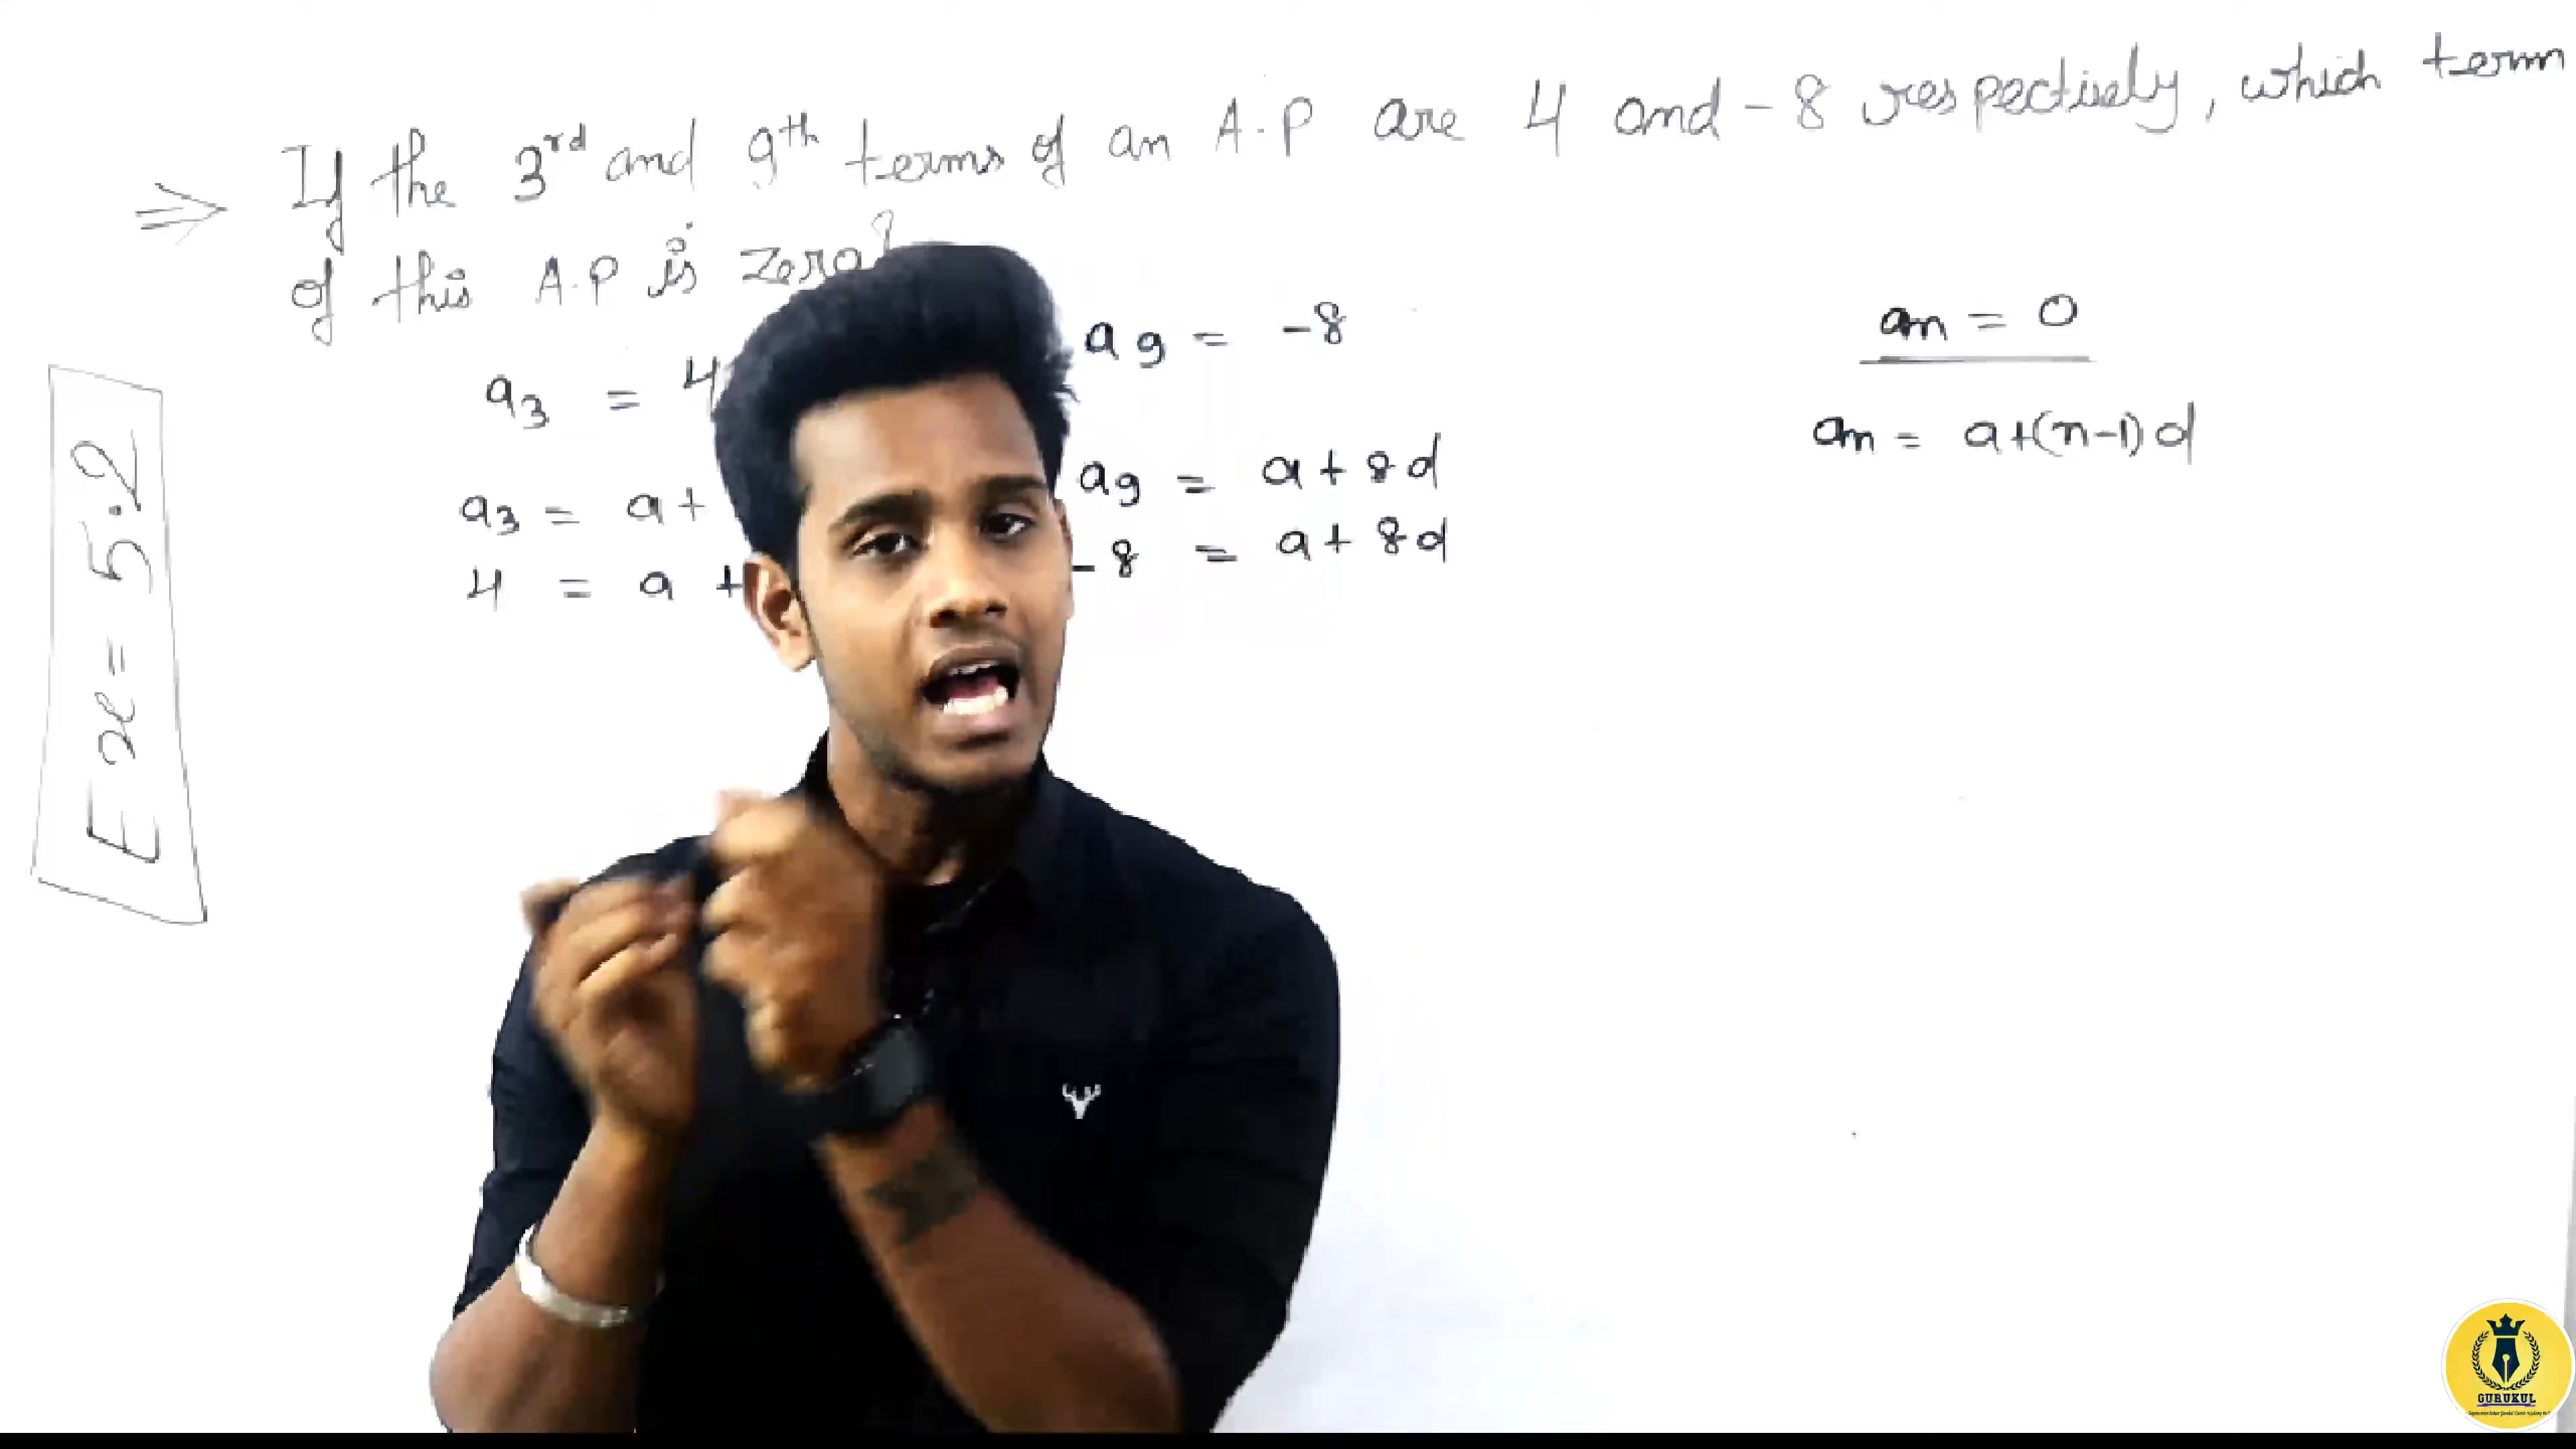 ⇒ If the 3rd and 9th terms of an A.P are 4 and -8 respectively, which term
of this A.P is zero?
Ex = 5.2
a3 = 4
a3 = a+
4 = a +
a9 = -8
a9 = a+8d
-8 = a+8d
an = 0
an = a+(n-1)d
GURUKUL